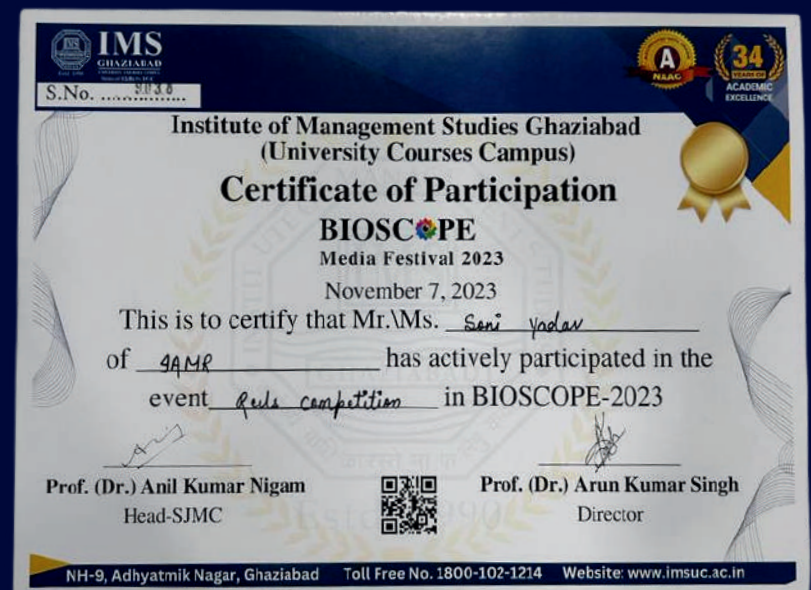 IMS
GHAZIABAD
A
NAAC
34
YEARS OF
ACADEMIC
EXCELLENCE
S.No.
Institute of Management Studies Ghaziabad
(University Courses Campus)
Certificate of Participation
BIOSCOPE
Media Festival 2023
November 7, 2023
This is to certify that Mr.\Ms. Soni Yadav
of has actively participated in the
event Reels competition in BIOSCOPE-2023
Prof. (Dr.) Anil Kumar Nigam
Head-SJMC
Prof. (Dr.) Arun Kumar Singh
Director
NH-9, Adhyatmik Nagar, Ghaziabad Toll Free No. 1800-102-1214 Website: www.imsuc.ac.in